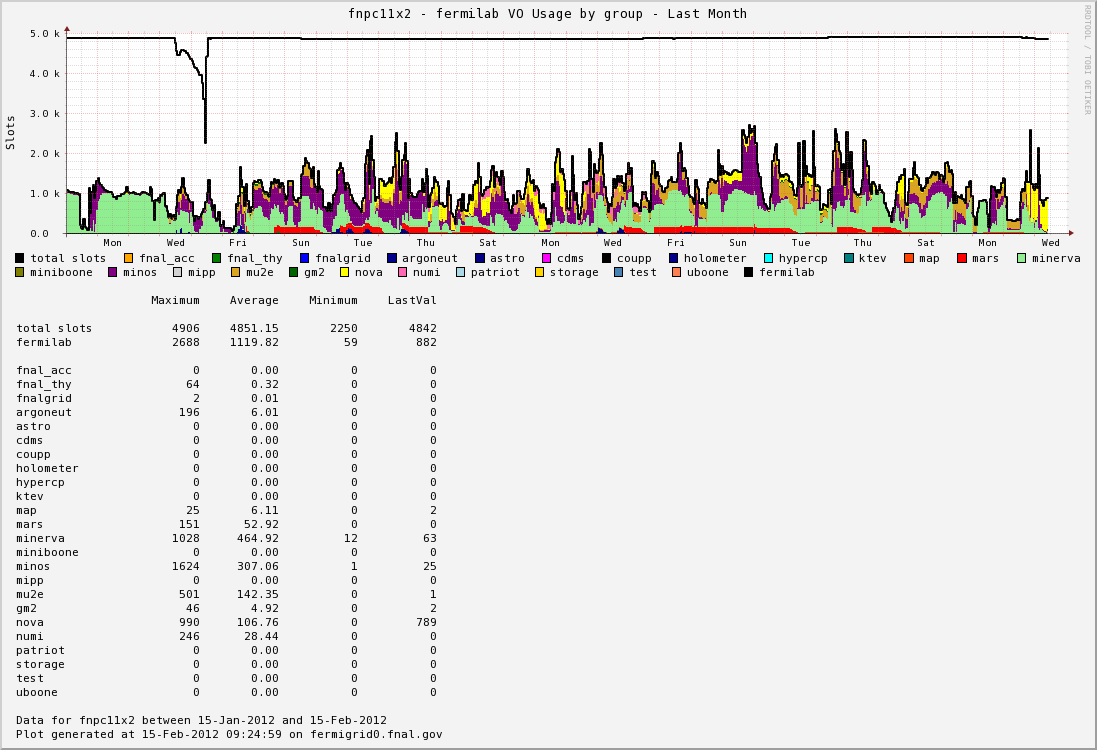 fnpc11x2 - fermilab VO Usage by group - Last Month
RRDTOOL / TOBI OETIKER
Slots
5.0 k
4.0 k
3.0 k
2.0 k
1.0 k
0.0
Mon Wed Fri Sun Tue Thu Sat Mon Wed Fri Sun Tue Thu Sat Mon Wed
total slots fnal_acc fnal_thy fnalgrid argoneut astro cdms coupp holometer hypercp ktev map mars minerva
miniboone minos mipp mu2e gm2 nova numi patriot storage test uboone fermilab
Maximum Average Minimum LastVal
total slots 4906 4851.15 2250 4842
fermilab 2688 1119.82 59 882
fnal_acc 0 0.00 0 0
fnal_thy 64 0.32 0 0
fnalgrid 2 0.01 0 0
argoneut 196 6.01 0 0
astro 0 0.00 0 0
cdms 0 0.00 0 0
coupp 0 0.00 0 0
holometer 0 0.00 0 0
hypercp 0 0.00 0 0
ktev 0 0.00 0 0
map 25 6.11 0 2
mars 151 52.92 0 0
minerva 1028 464.92 12 63
miniboone 0 0.00 0 0
minos 1624 307.06 1 25
mipp 0 0.00 0 0
mu2e 501 142.35 0 1
gm2 46 4.92 0 2
nova 990 106.76 0 789
numi 246 28.44 0 0
patriot 0 0.00 0 0
storage 0 0.00 0 0
test 0 0.00 0 0
uboone 0 0.00 0 0
Data for fnpc11x2 between 15-Jan-2012 and 15-Feb-2012
Plot generated at 15-Feb-2012 09:24:59 on fermigrid0.fnal.gov